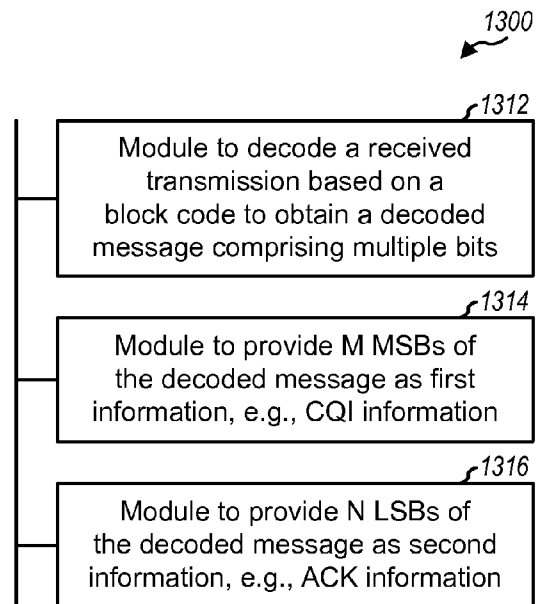 1300
1312
Module to decode a received
transmission based on a
block code to obtain a decoded
message comprising multiple bits
1314
Module to provide M MSBs of
the decoded message as first
information, e.g., CQI information
1316
Module to provide N LSBs of
the decoded message as second
information, e.g., ACK information